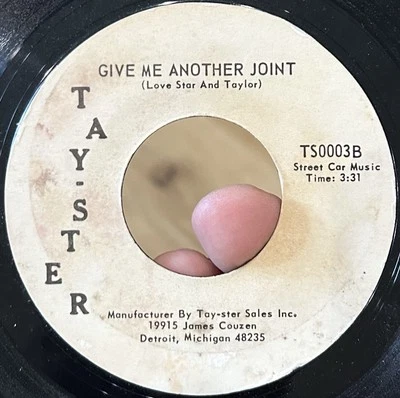 GIVE ME ANOTHER JOINT
(Love Star And Taylor)
TAY-STER
TS0003B
Street Car Music
Time: 3:31
Manufacturer By Tay-ster Sales Inc.
19915 James Couzen
Detroit, Michigan 48235